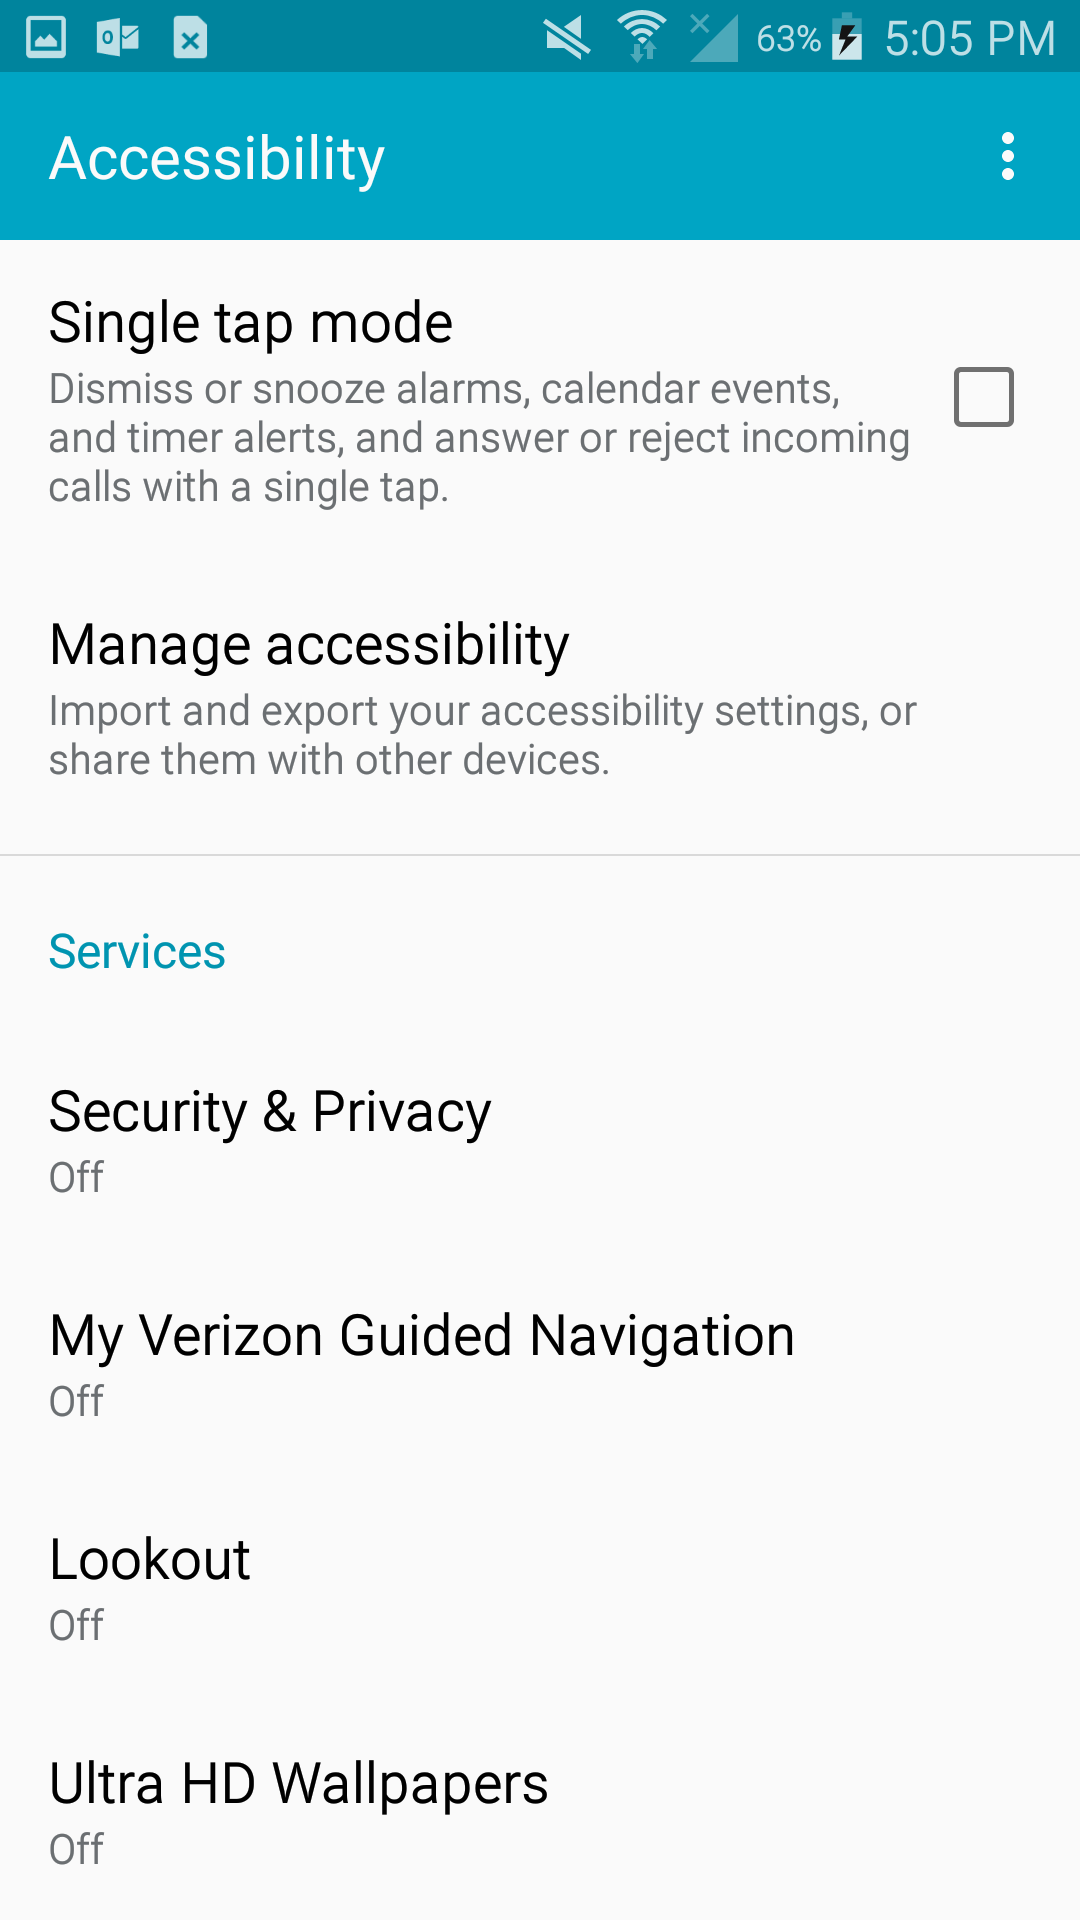 63% 5:05 PM
Accessibility
Single tap mode
Dismiss or snooze alarms, calendar events,
and timer alerts, and answer or reject incoming
calls with a single tap.
Manage accessibility
Import and export your accessibility settings, or
share them with other devices.
Services
Security & Privacy
Off
My Verizon Guided Navigation
Off
Lookout
Off
Ultra HD Wallpapers
Off